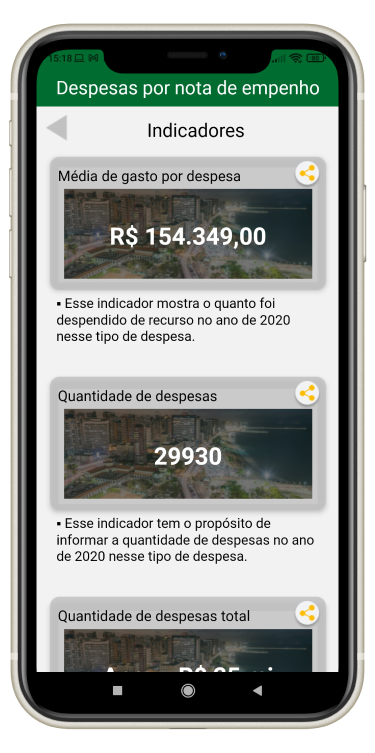 15:18
Despesas por nota de empenho
Indicadores
Média de gasto por despesa
R$ 154.349,00
▪ Esse indicador mostra o quanto foi
despendido de recurso no ano de 2020
nesse tipo de despesa.
Quantidade de despesas
29930
▪ Esse indicador tem o propósito de
informar a quantidade de despesas no ano
de 2020 nesse tipo de despesa.
Quantidade de despesas total